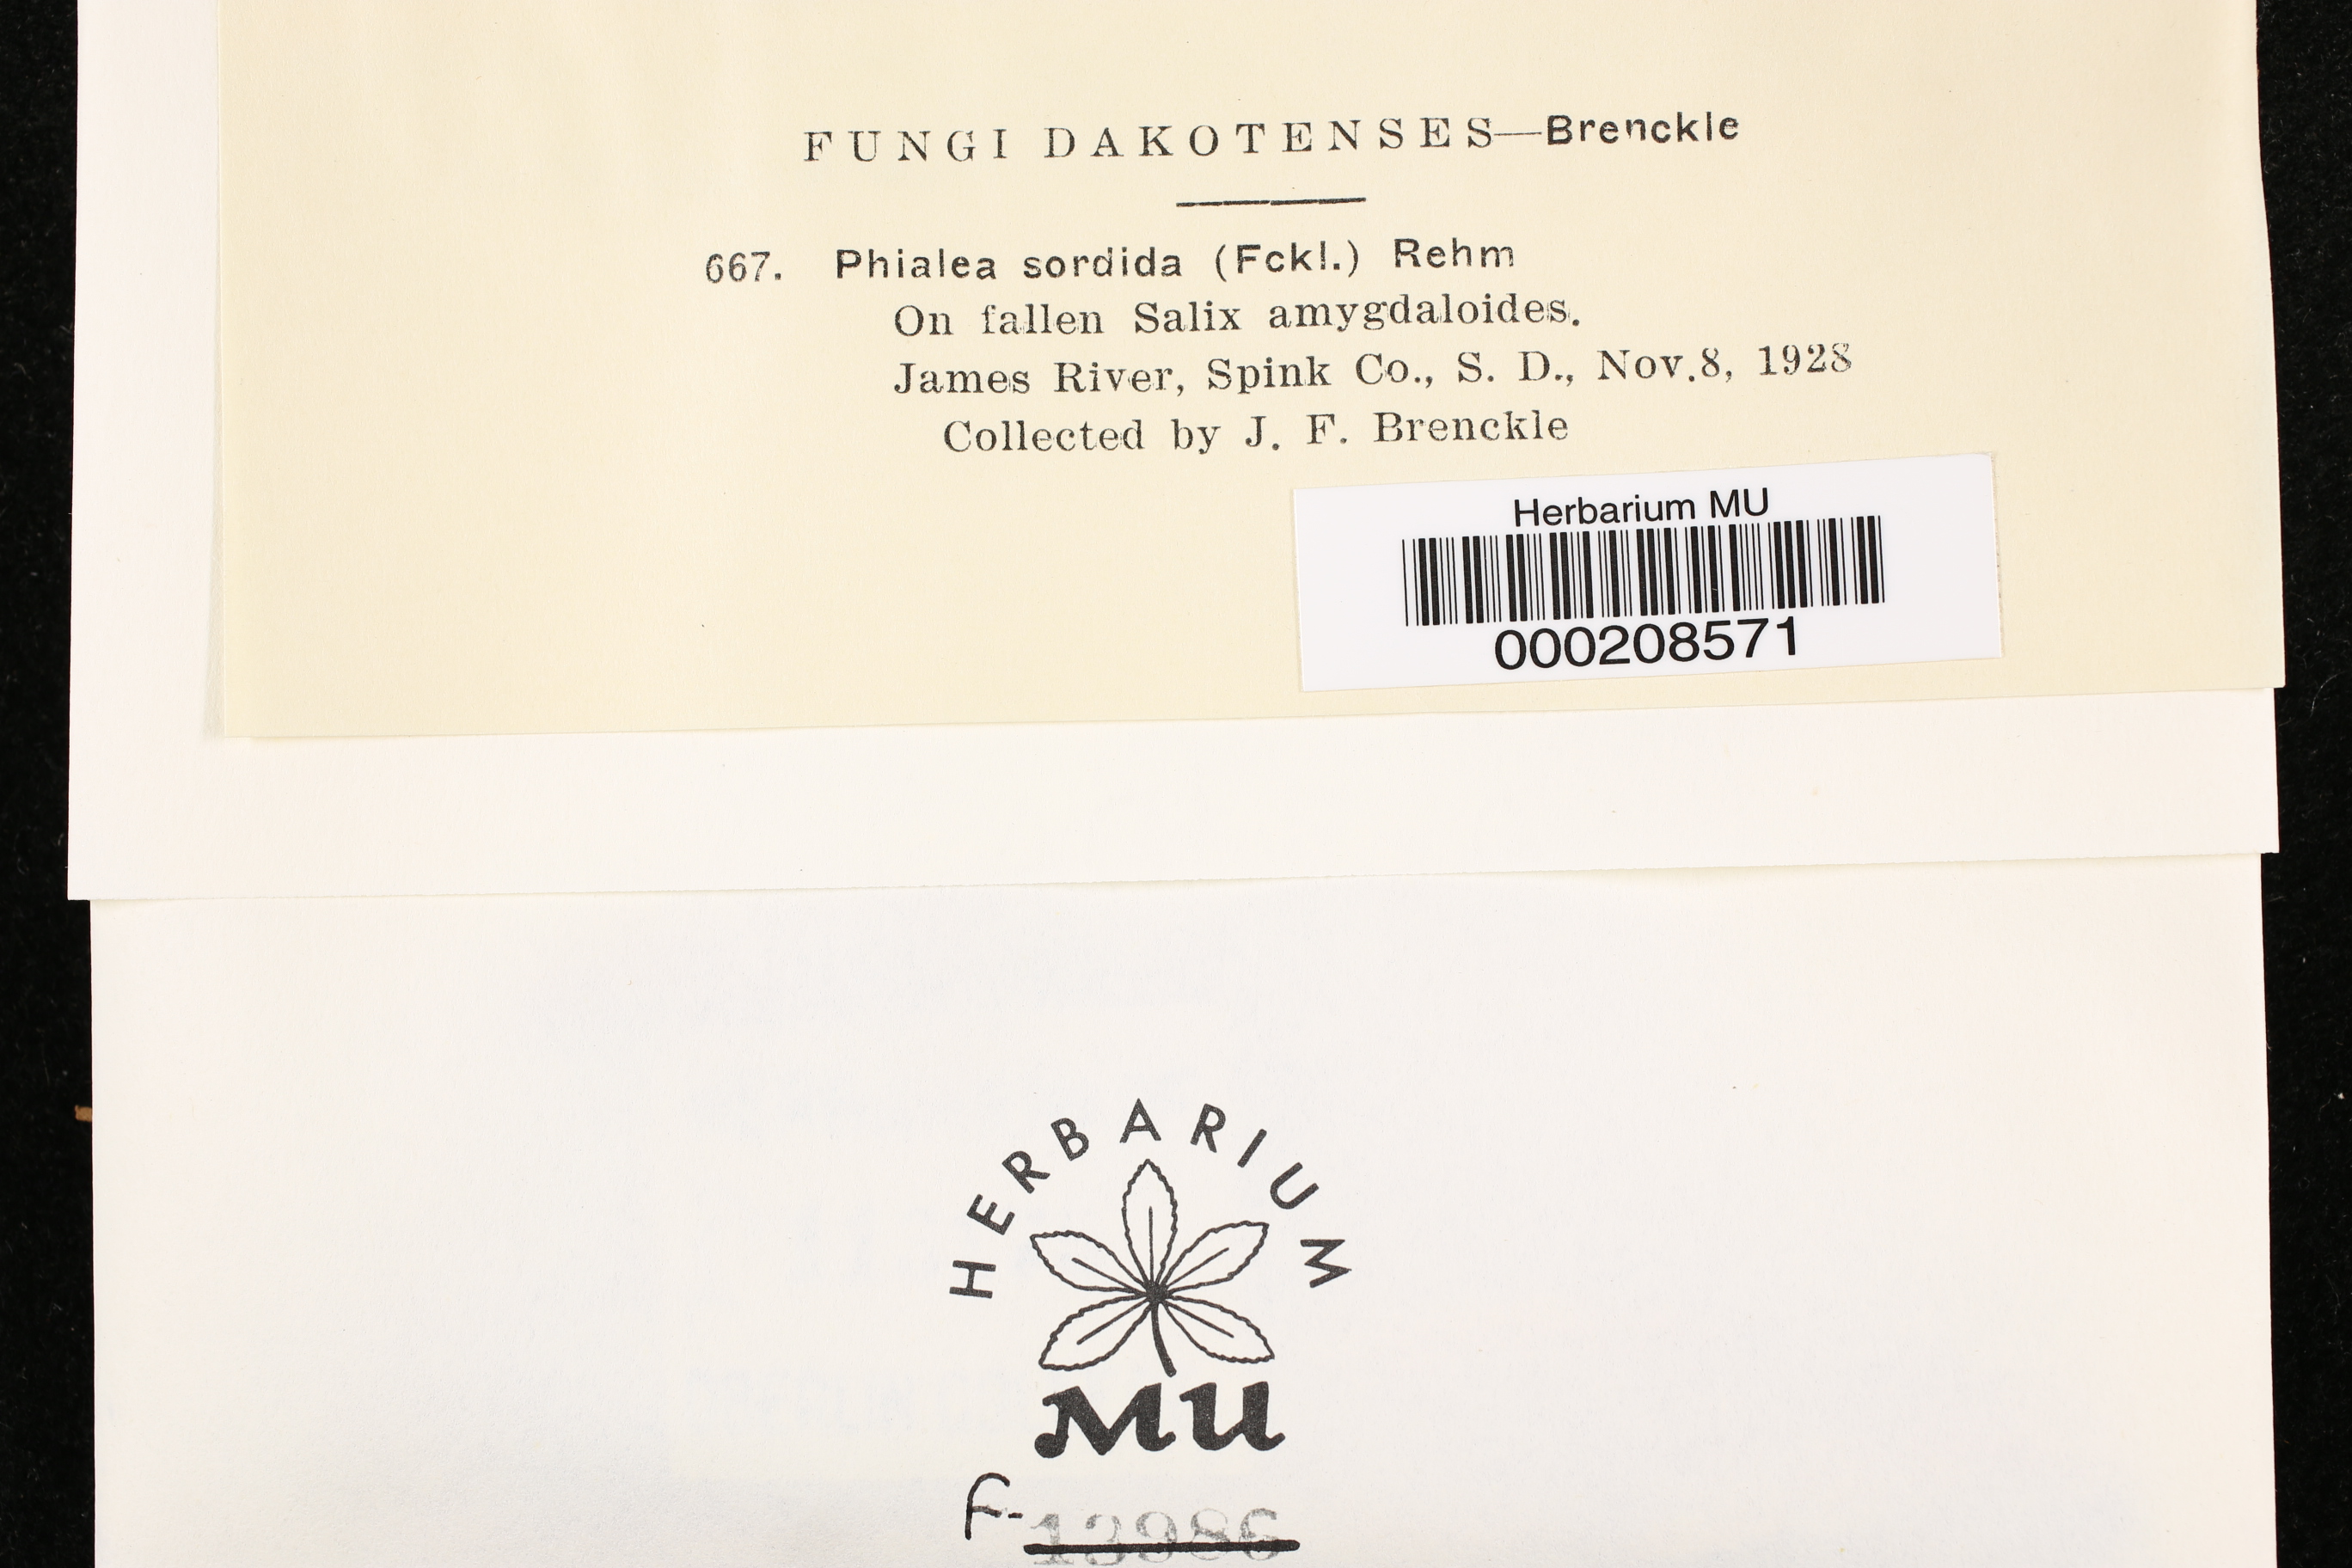 FUNGI DAKOTENSES—Brenckle
667. Phialea sordida (Fckl.) Rehm
On fallen Salix amygdaloides.
James River, Spink Co., S. D., Nov.8, 1928
Collected by J. F. Brenckle
Herbarium MU
000208571
HERBARIUM
MU
F-13986